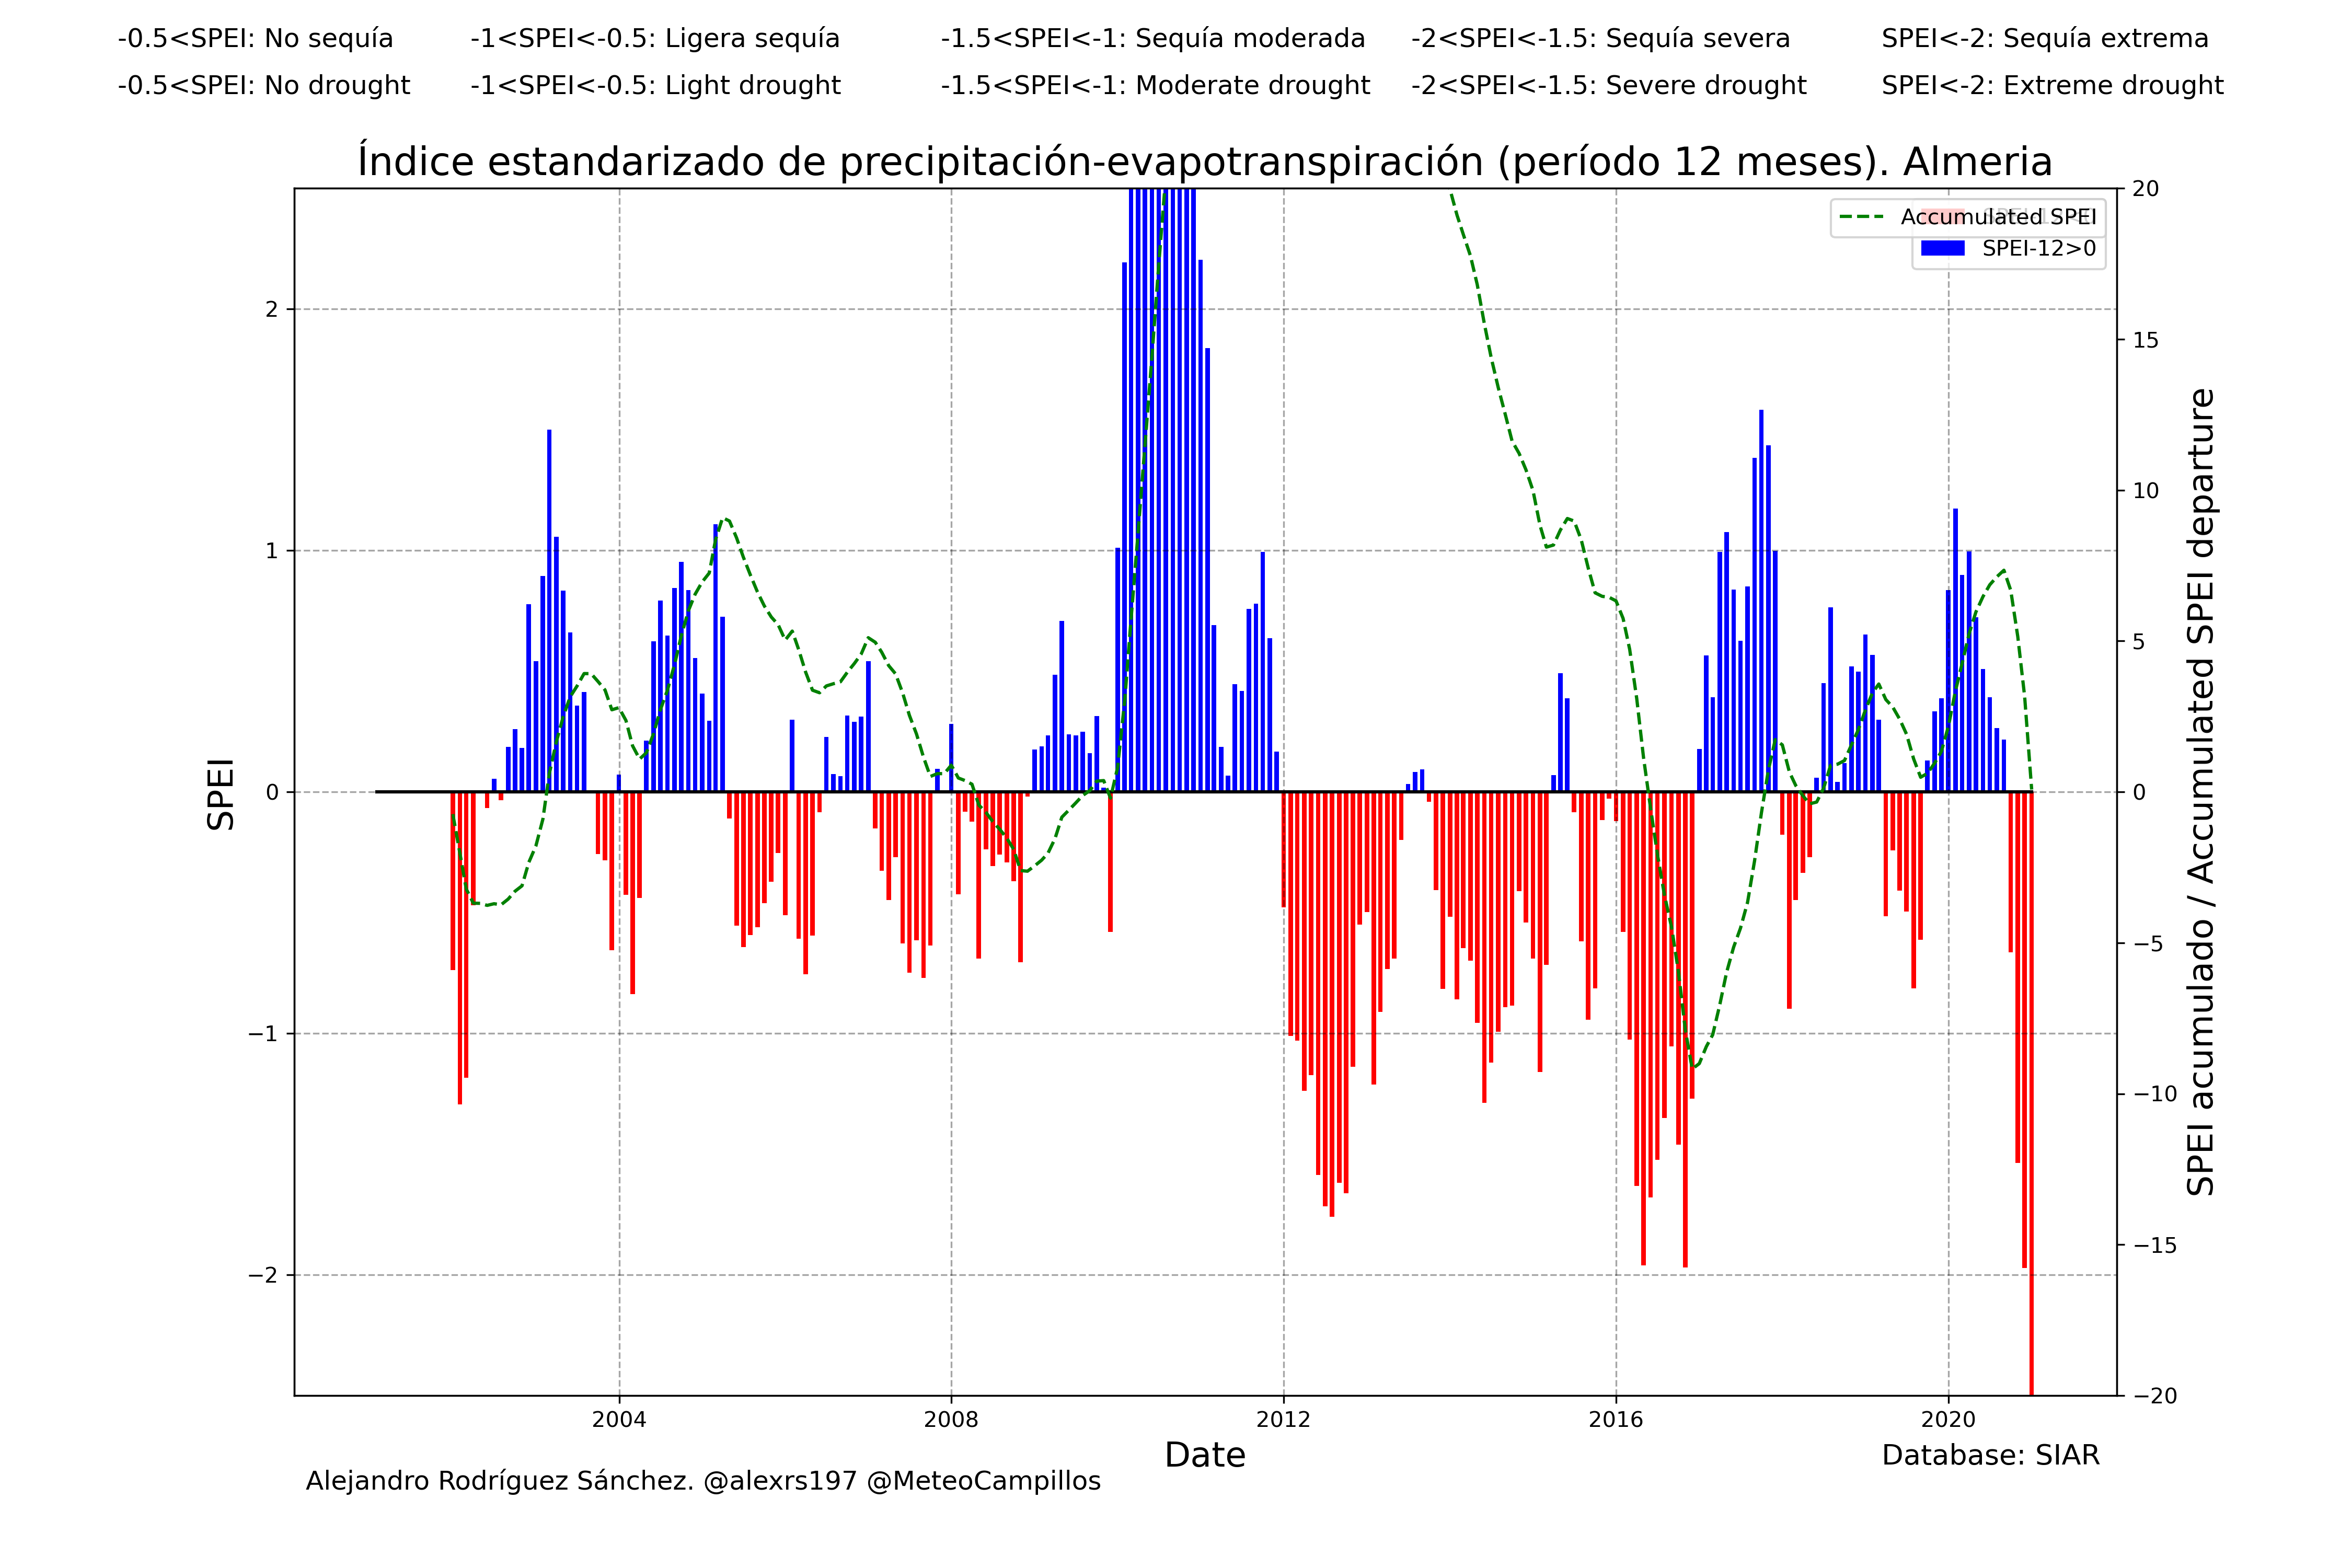 -0.5<SPEI: No sequía -1<SPEI<-0.5: Ligera sequía -1.5<SPEI<-1: Sequía moderada -2<SPEI<-1.5: Sequía severa SPEI<-2: Sequía extrema
-0.5<SPEI: No drought -1<SPEI<-0.5: Light drought -1.5<SPEI<-1: Moderate drought -2<SPEI<-1.5: Severe drought SPEI<-2: Extreme drought
Índice estandarizado de precipitación-evapotranspiración (período 12 meses). Almeria
Accumulated SPEI
SPEI-12>0
SPEI
2
1
0
−1
−2
20
15
10
5
0
−5
−10
−15
−20
SPEI acumulado / Accumulated SPEI departure
2004 2008 2012 2016 2020
Date
Database: SIAR
Alejandro Rodríguez Sánchez. @alexrs197 @MeteoCampillos